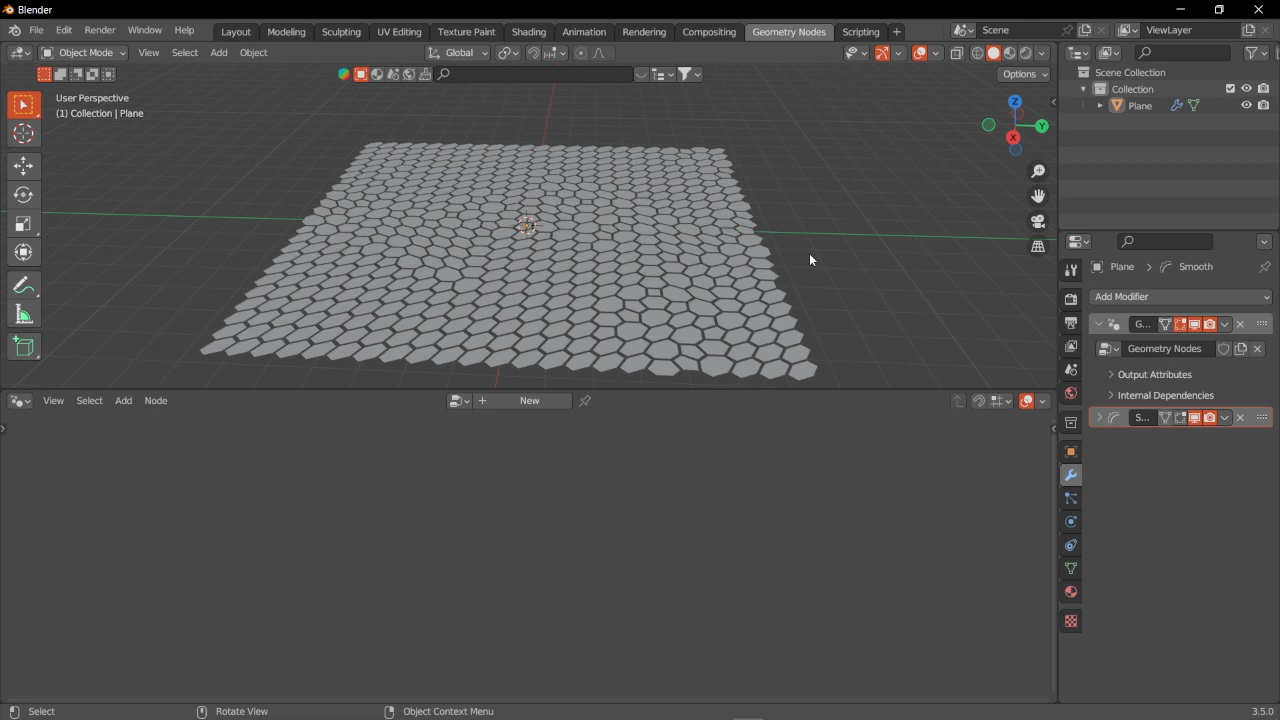 Blender
File Edit Render Window Help Layout Modeling Sculpting UV Editing Texture Paint Shading Animation Rendering Compositing Geometry Nodes Scripting + Scene ViewLayer
Object Mode View Select Add Object Global
Options
User Perspective
(1) Collection | Plane
Z
Y
X
Scene Collection
Collection
Plane
Plane > Smooth
Add Modifier
G...
Geometry Nodes
Output Attributes
Internal Dependencies
S...
View Select Add Node + New
Select Rotate View Object Context Menu 3.5.0